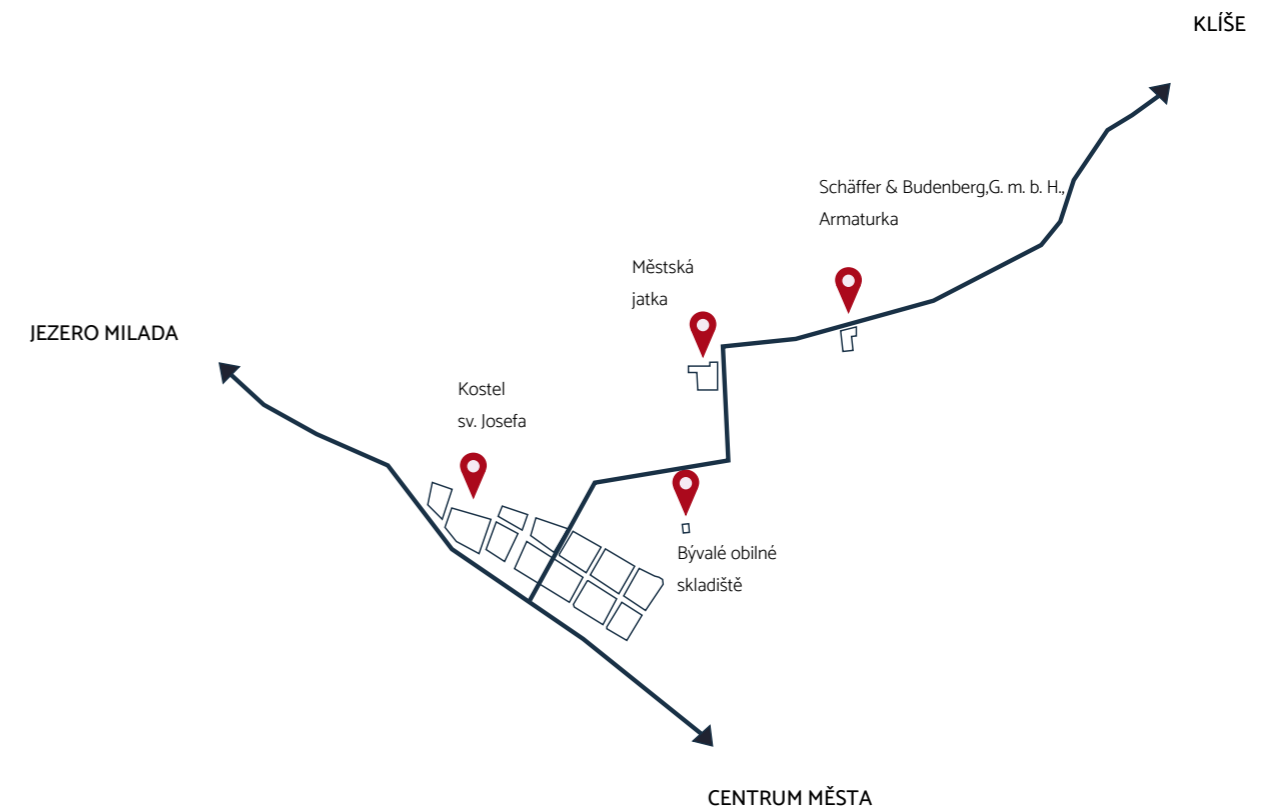 KLÍŠE
Schäffer & Budenberg,G. m. b. H.,
Armaturka
Městská
jatka
JEZERO MILADA
Kostel
sv. Josefa
Bývalé obilné
skladiště
CENTRUM MĚSTA